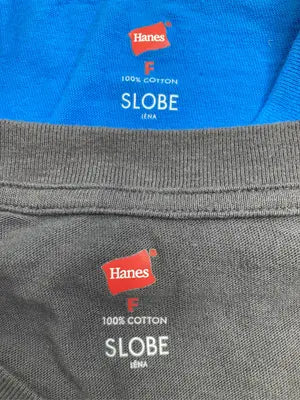 Hanes
F
100% COTTON
SLOBE
IÉNA
Hanes
F
100% COTTON
SLOBE
IÉNA